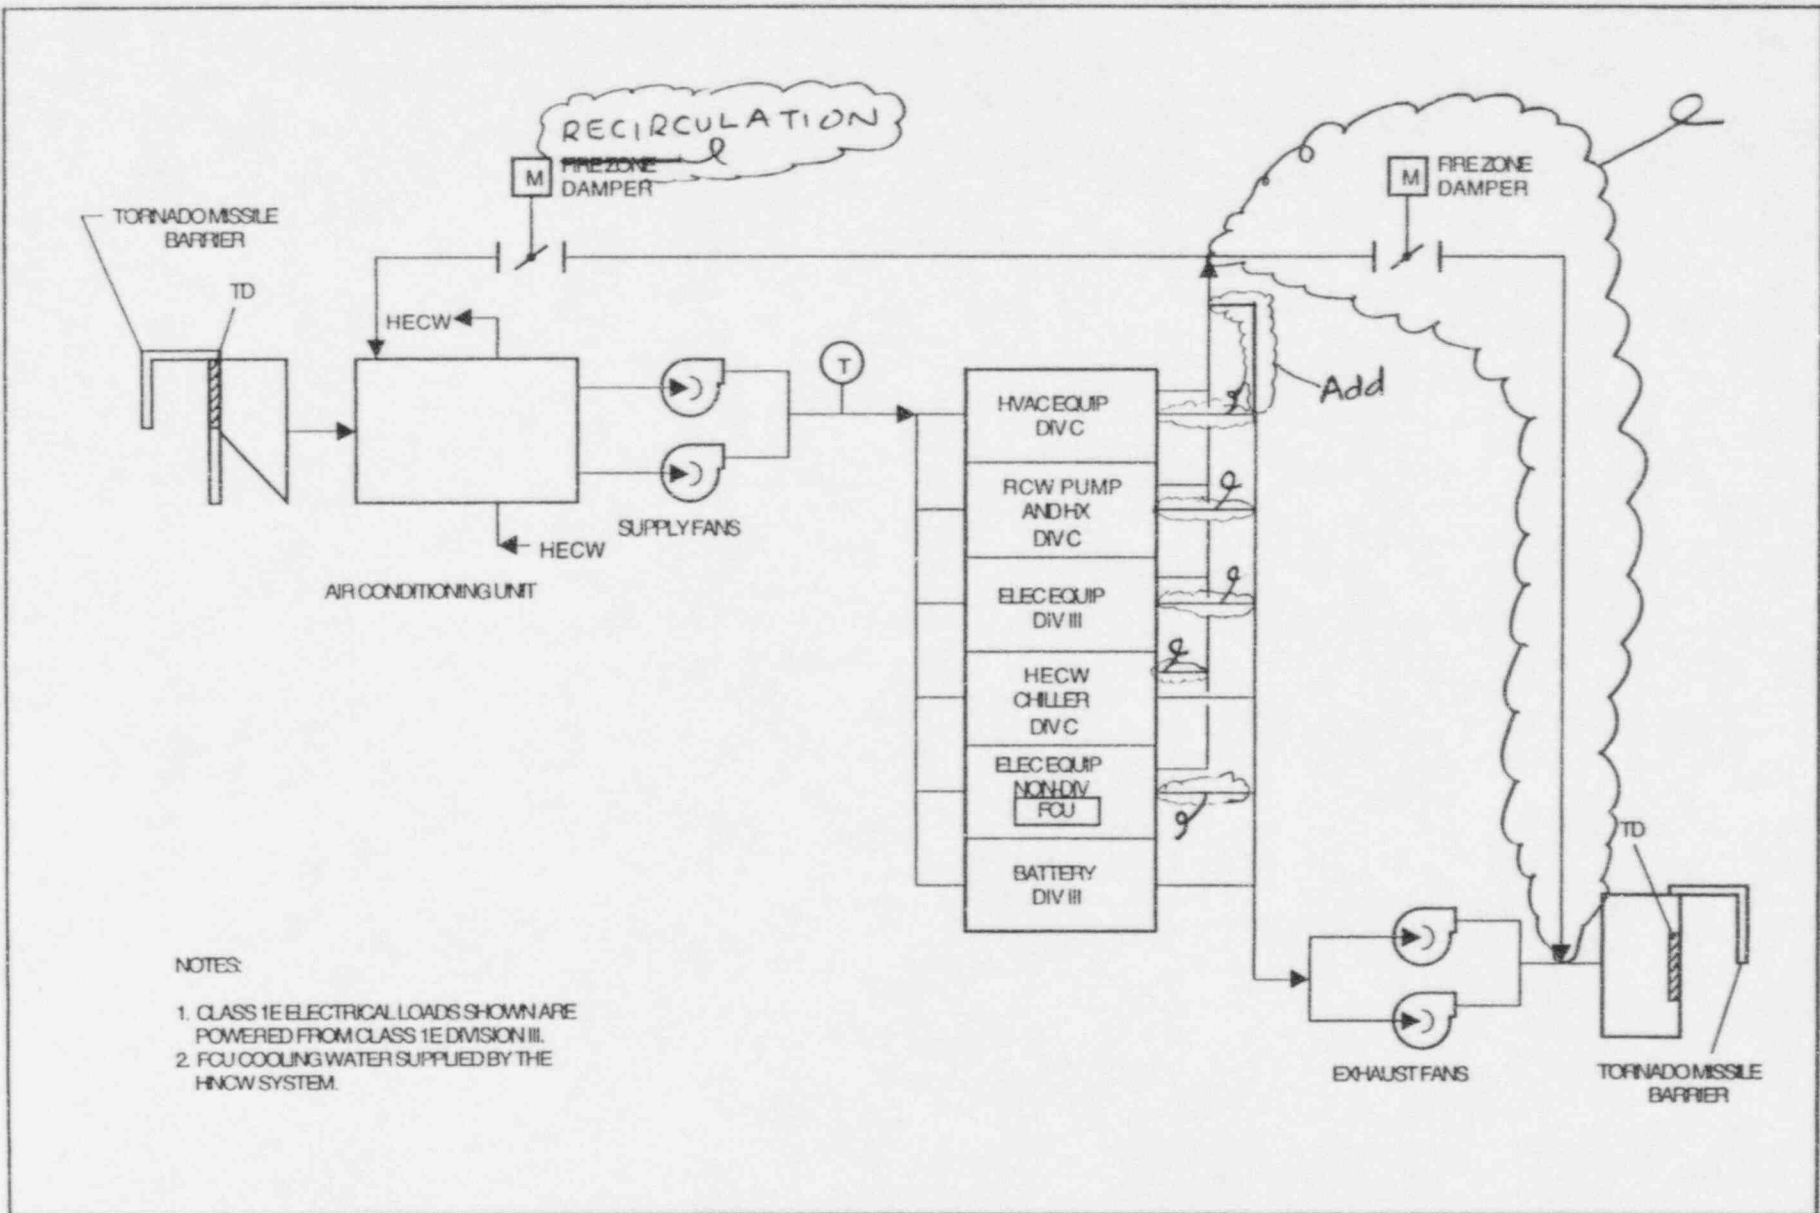 RECIRCULATION
M
FIRE ZONE
DAMPER
M
FIRE ZONE
DAMPER
TORNADO MISSILE
BARRIER
TD
HECW
T
Add
HVAC EQUIP
DIV C
RCW PUMP
AND HX
DIV C
SUPPLY FANS
HECW
AIR CONDITIONING UNIT
ELEC EQUIP
DIV III
HECW
CHILLER
DIV C
ELEC EQUIP
NON-DIV
FCU
BATTERY
DIV III
TD
NOTES:
1. CLASS 1E ELECTRICAL LOADS SHOWN ARE
POWERED FROM CLASS 1E DIVISION III.
2. FCU COOLING WATER SUPPLIED BY THE
HNCW SYSTEM.
EXHAUST FANS
TORNADO MISSILE
BARRIER